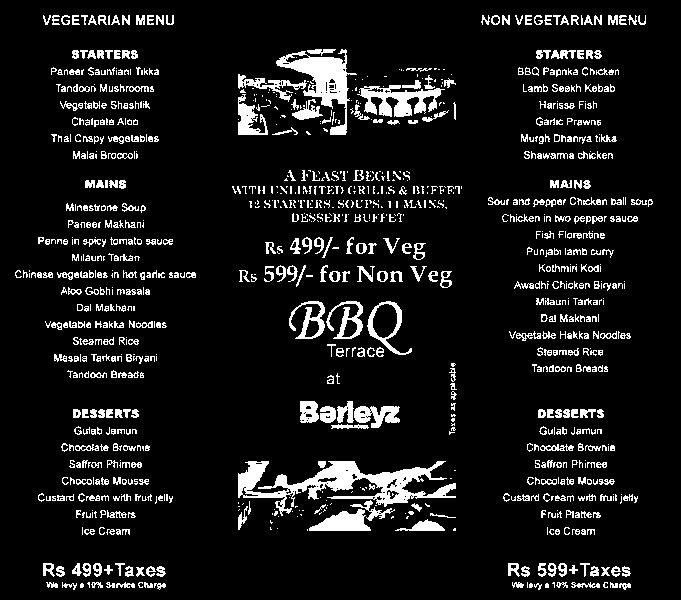 VEGETARIAN MENU
STARTERS
Paneer Saunfiani Tikka
Tandoori Mushrooms
Vegetable Shashlik
Chatpate Aloo
Thai Crispy vegetables
Malai Broccoli
MAINS
Minestrone Soup
Paneer Makhani
Penne in spicy tomato sauce
Milauni Tarkari
Chinese vegetables in hot garlic sauce
Aloo Gobhi masala
Dal Makhani
Vegetable Hakka Noodles
Steamed Rice
Masala Tarkari Biryani
Tandoori Breads
DESSERTS
Gulab Jamun
Chocolate Brownie
Saffron Phirnee
Chocolate Mousse
Custard Cream with fruit jelly
Fruit Platters
Ice Cream
Rs 499+Taxes
We levy a 10% Service Charge
A FEAST BEGINS
WITH UNLIMITED GRILLS & BUFFET
12 STARTERS, SOUPS, 11 MAINS,
DESSERT BUFFET
Rs 499/- for Veg
Rs 599/- for Non Veg
BBQ
Terrace
at
Barleyz
Taxes as applicable
NON VEGETARIAN MENU
STARTERS
BBQ Paprika Chicken
Lamb Seekh Kebab
Harissa Fish
Garlic Prawns
Murgh Dhaniya tikka
Shawarma chicken
MAINS
Sour and pepper Chicken ball soup
Chicken in two pepper sauce
Fish Florentine
Punjabi lamb curry
Kothmiri Kodi
Awadhi Chicken Biryani
Milauni Tarkari
Dal Makhani
Vegetable Hakka Noodles
Steamed Rice
Tandoori Breads
DESSERTS
Gulab Jamun
Chocolate Brownie
Saffron Phirnee
Chocolate Mousse
Custard Cream with fruit jelly
Fruit Platters
Ice Cream
Rs 599+Taxes
We levy a 10% Service Charge